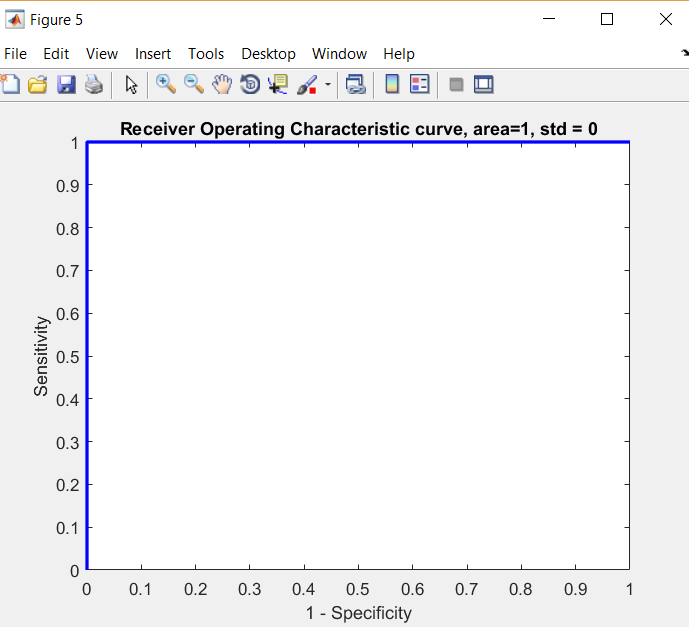 Figure 5
File Edit View Insert Tools Desktop Window Help
Receiver Operating Characteristic curve, area=1, std = 0
1
0.9
0.8
0.7
0.6
0.5
0.4
0.3
0.2
0.1
0
Sensitivity
0 0.1 0.2 0.3 0.4 0.5 0.6 0.7 0.8 0.9 1
1 - Specificity